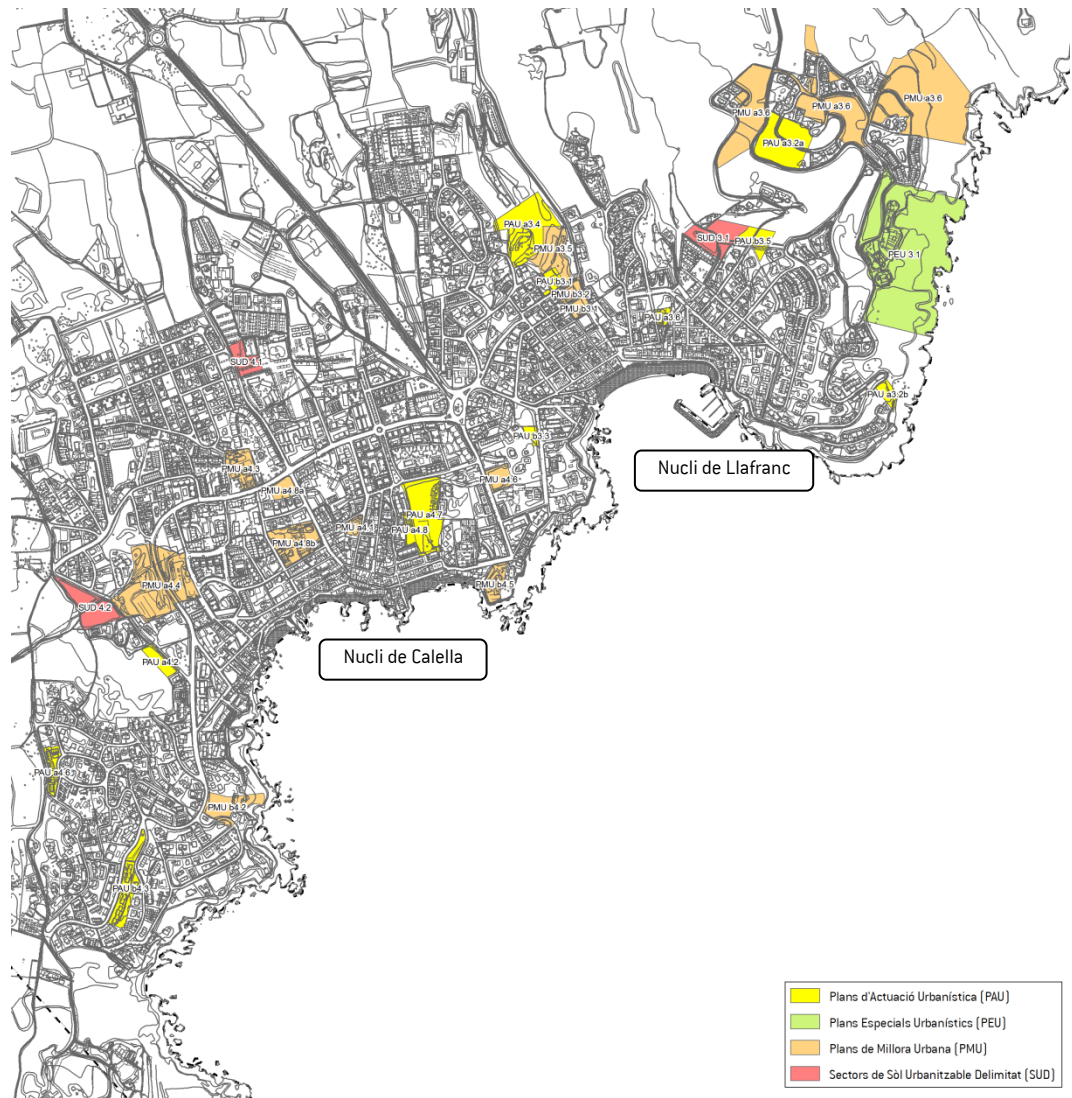 PMU a3.6
PMU a3.6
PMU a3.6
PAU a3.2a
PAU a3.4
SUD 3.1
PAU b3.5
PMU a3.5
PEU 3.1
PAU b3.1
PMU b3.2
PMU b3.1
PAU a3.6
SUD 4.1
PAU a3.2b
PAU b3.3
Nucli de Llafranc
PMU a4.3
PMU a4.6
PMU a4.8a
PAU a4.7
PMU a4.1
PAU a4.8
PMU a4.8b
PMU a4.4
PMU b4.5
SUD 4.2
Nucli de Calella
PAU a4.2
PAU a4.6
PMU b4.2
PAU b4.3
Plans d'Actuació Urbanística (PAU)
Plans Especials Urbanístics (PEU)
Plans de Millora Urbana (PMU)
Sectors de Sòl Urbanitzable Delimitat (SUD)